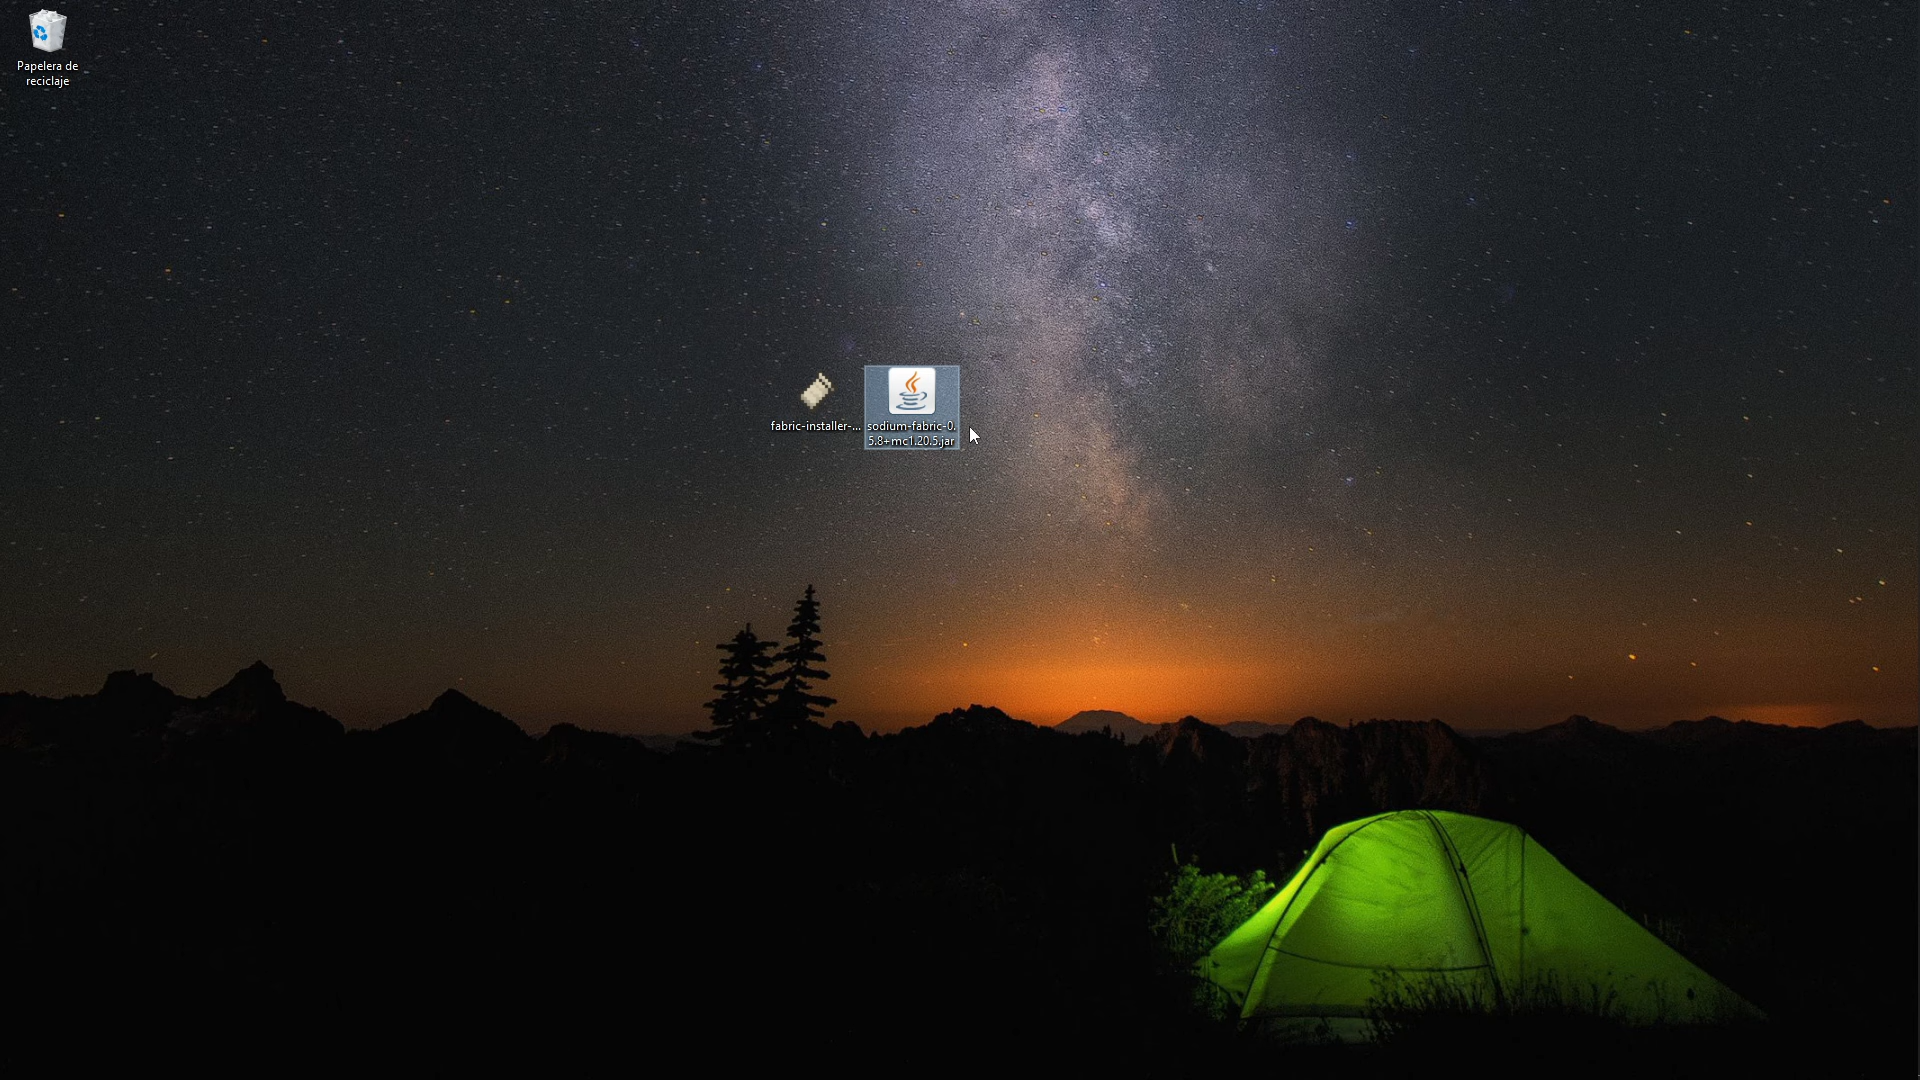 Papelera de
reciclaje
fabric-installer-...
sodium-fabric-0.
5.8+mc1.20.5.jar